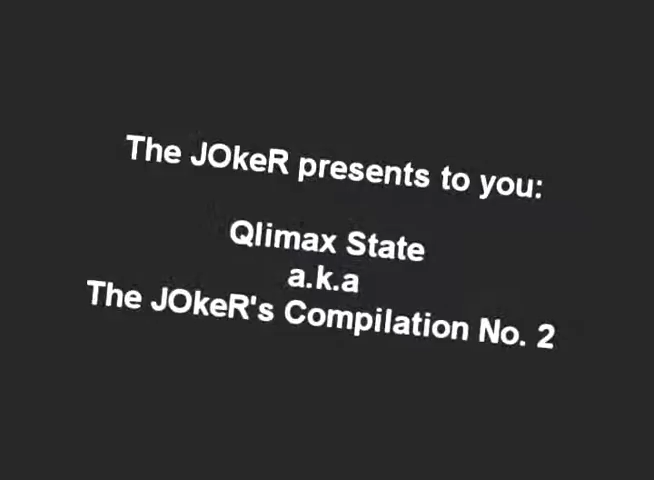 The JOkeR presents to you:
Qlimax State
a.k.a
The JOkeR's Compilation No. 2